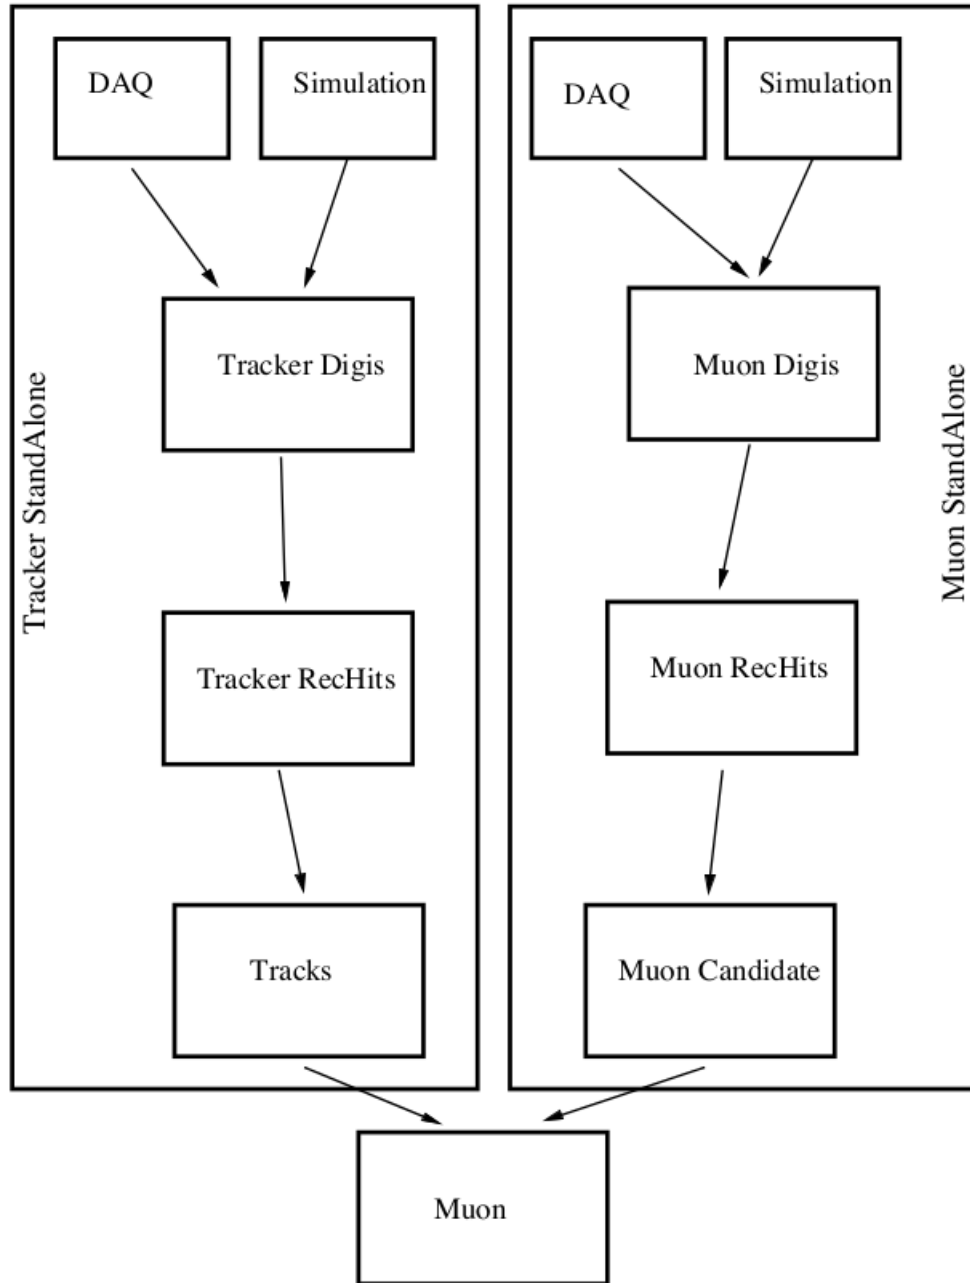 DAQ
Simulation
Tracker Digis
Tracker RecHits
Tracks
Tracker StandAlone
DAQ
Simulation
Muon Digis
Muon RecHits
Muon Candidate
Muon StandAlone
Muon